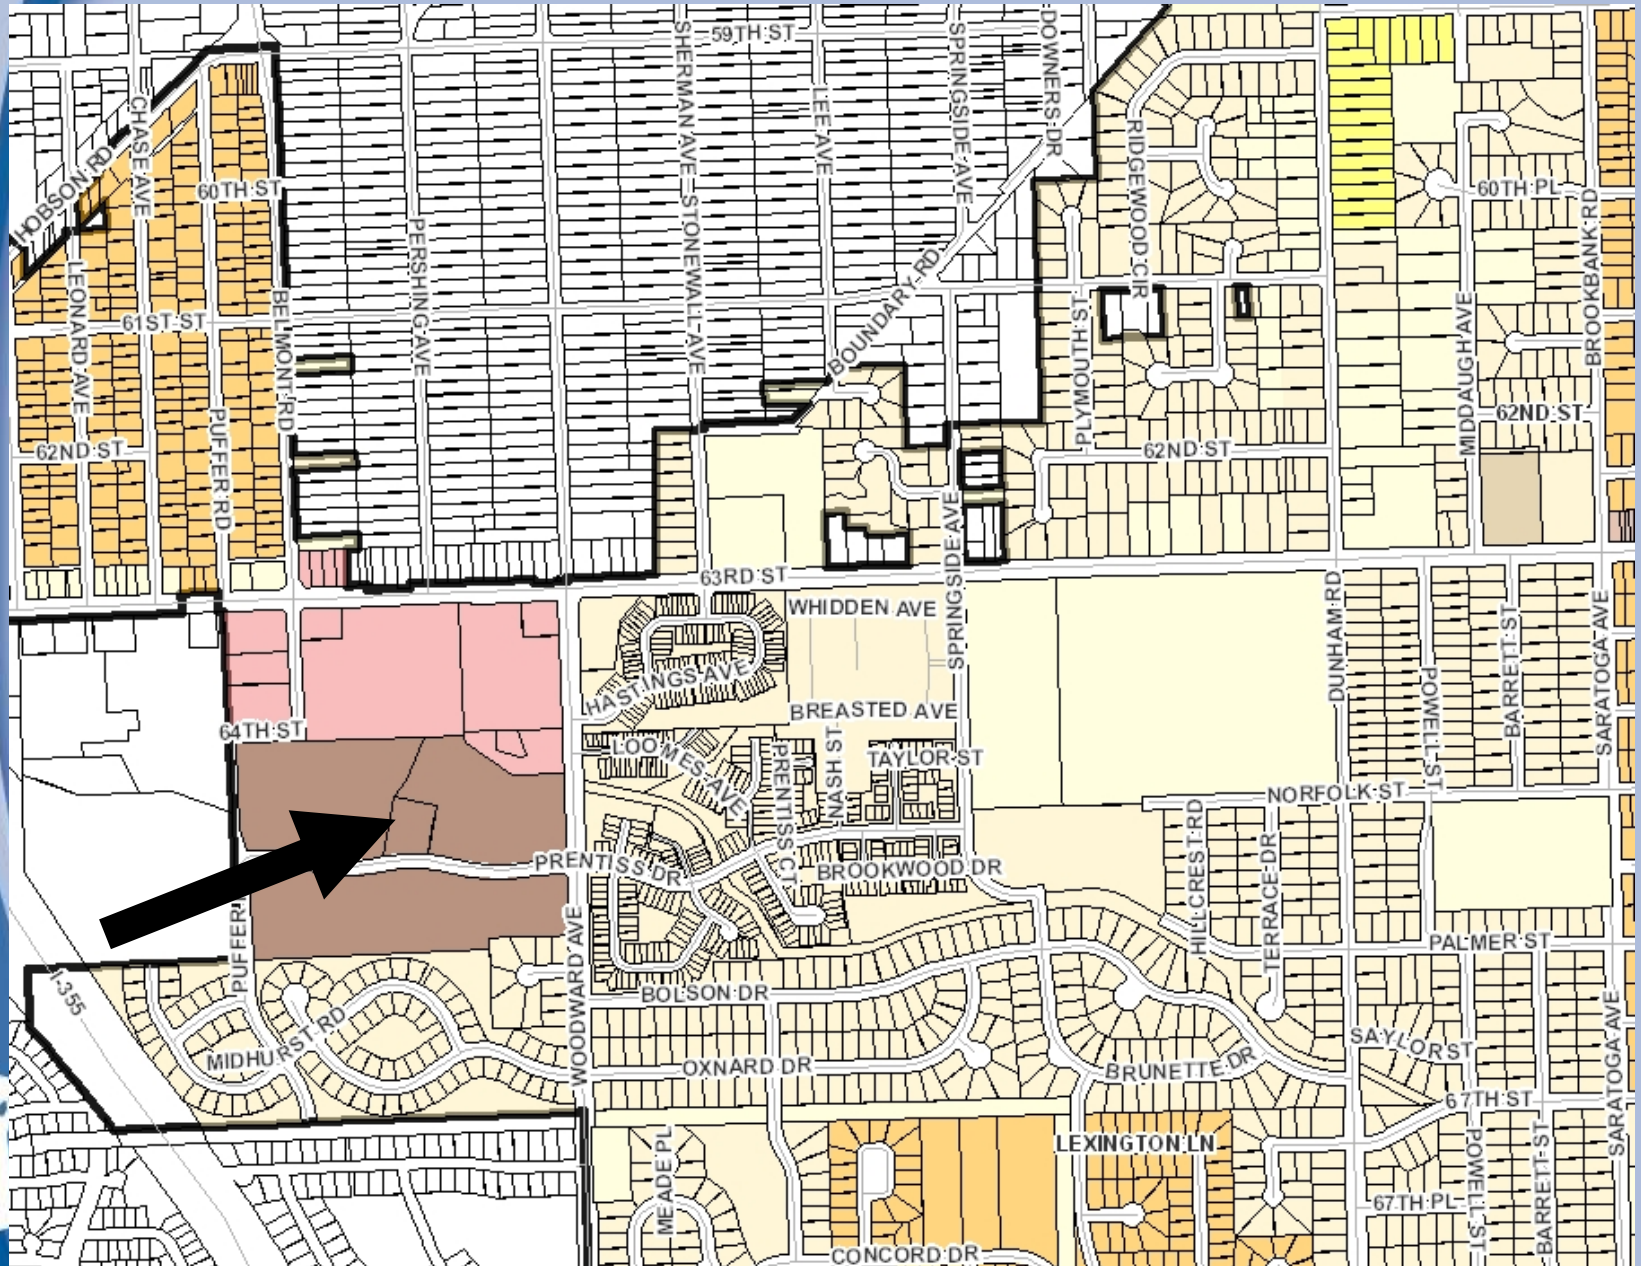 59TH ST
SHERMAN AVE
SPRINGSIDE AVE
DOWNERS DR
LEE AVE
CHASE AVE
HOBSON RD
60TH ST
RIDGEWOOD CIR
60TH PL
BROOKBANK RD
STONEWALL AVE
PERSHING AVE
LEONARD AVE
BELMONT RD
61ST ST
BOUNDARY RD
PLYMOUTH ST
MIDDAUGH AVE
62ND ST
PUFFER RD
62ND ST
62ND ST
SPRINGSIDE AVE
63RD ST
WHIDDEN AVE
DUNHAM RD
BARRETT ST
SARATOGA AVE
HASTINGS AVE
POWELL ST
BREASTED AVE
64TH ST
LOOMES AVE
PRENTISS CT
NASH ST
TAYLOR ST
NORFOLK ST
HILLCREST RD
TERRACE DR
PRENTISS DR
BROOKWOOD DR
PUFFER
WOODWARD AVE
PALMER ST
I-355
BOLSON DR
MIDHURST RD
SAYLOR ST
SARATOGA AVE
OXNARD DR
BRUNETTE DR
67TH ST
LEXINGTON LN
MEADE PL
POWELL ST
BARRETT ST
67TH PL
CONCORD DR